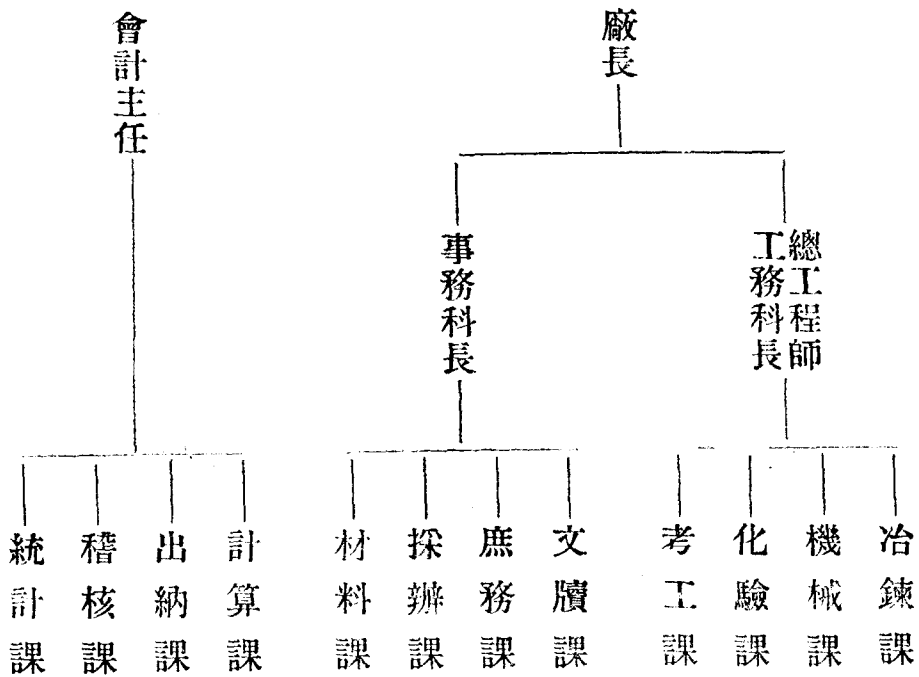 廠長
總工程師
工務科長
事務科長
冶鍊課
機械課
化驗課
考工課
文牘課
庶務課
採辦課
材料課
會計主任
計算課
出納課
稽核課
統計課